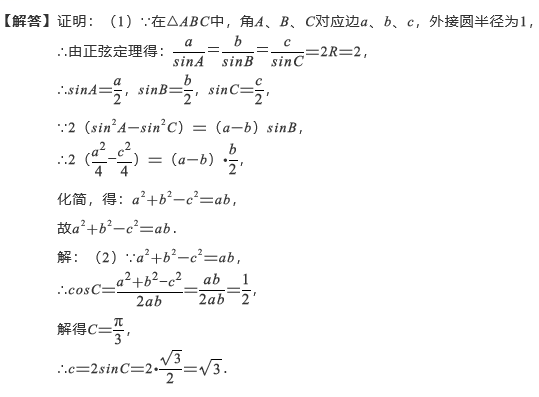 【解答】证明：（1）∵在△ABC中，角A、B、C对应边a、b、c，外接圆半径为1，
∴由正弦定理得：a/sinA=b/sinB=c/sinC=2R=2，
∴sinA=a/2，sinB=b/2，sinC=c/2，
∵2（sin²A−sin²C）=（a−b）sinB，
∴2（a²/4−c²/4）=（a−b）•b/2，
化简，得：a²+b²−c²=ab，
故a²+b²−c²=ab．
解：（2）∵a²+b²−c²=ab，
∴cosC=(a²+b²−c²)/2ab=ab/2ab=1/2，
解得C=π/3，
∴c=2sinC=2•√3/2=√3．